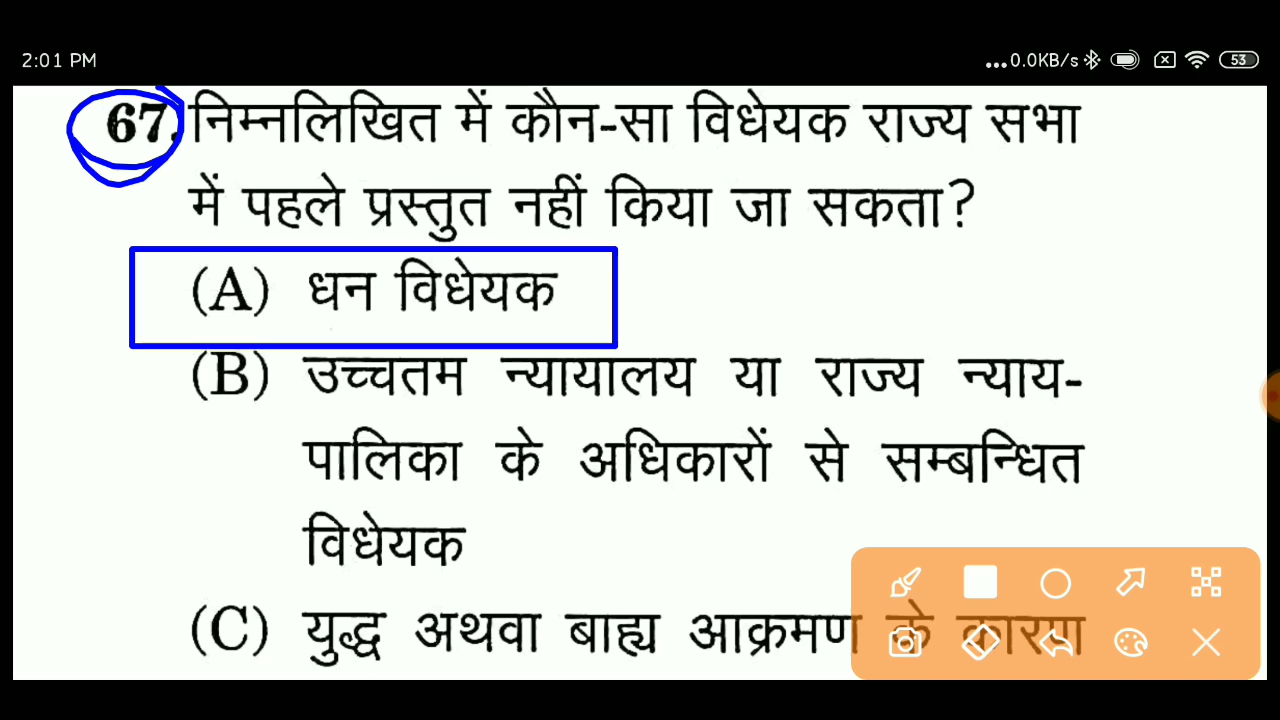 2:01 PM
...0.0KB/s 53
67. निम्नलिखित में कौन-सा विधेयक राज्य सभा
में पहले प्रस्तुत नहीं किया जा सकता?
(A) धन विधेयक
(B) उच्चतम न्यायालय या राज्य न्याय-
पालिका के अधिकारों से सम्बन्धित
विधेयक
(C) युद्ध अथवा बाह्य आक्रमण के कारण